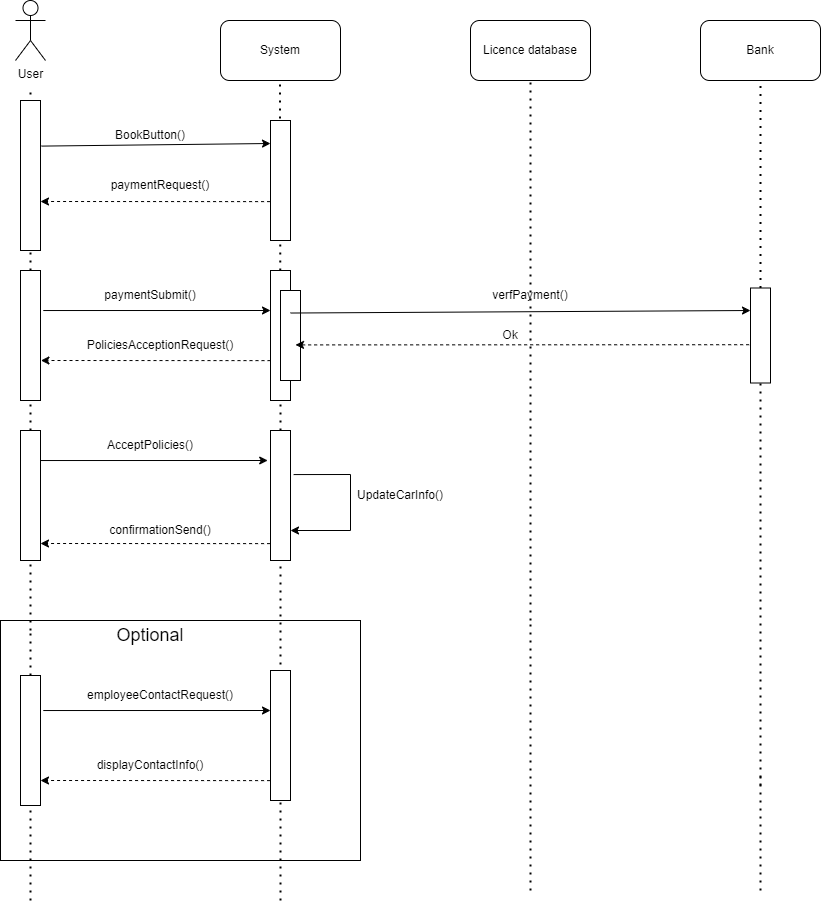 User
System
Licence database
Bank
BookButton()
paymentRequest()
paymentSubmit()
verfPayment()
Ok
PoliciesAcceptionRequest()
AcceptPolicies()
UpdateCarInfo()
confirmationSend()
Optional
employeeContactRequest()
displayContactInfo()